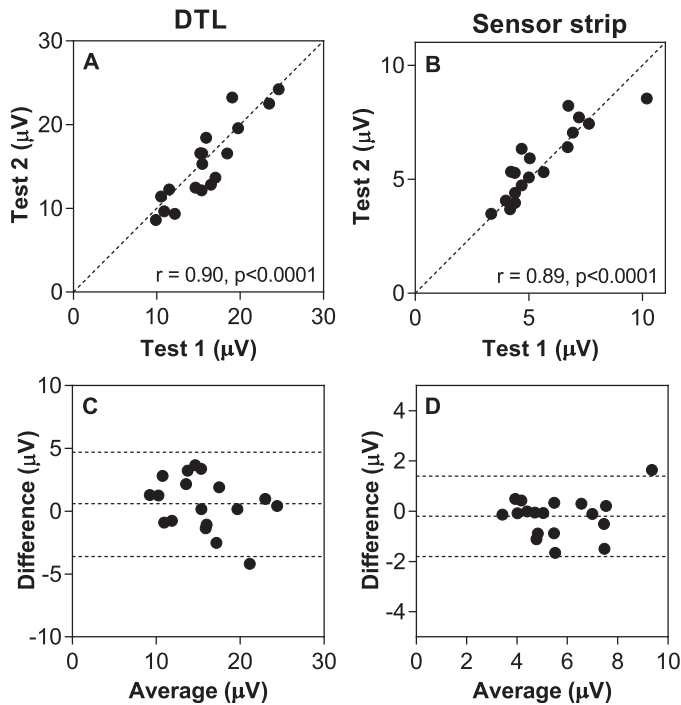 DTL
Sensor strip
A
30
20
10
0
Test 2 (μV)
r = 0.90, p<0.0001
0 10 20 30
Test 1 (μV)
B
10
5
0
Test 2 (μV)
r = 0.89, p<0.0001
0 5 10
Test 1 (μV)
C
10
5
0
-5
-10
Difference (μV)
0 10 20 30
Average (μV)
D
4
2
0
-2
-4
Difference (μV)
0 2 4 6 8 10
Average (μV)